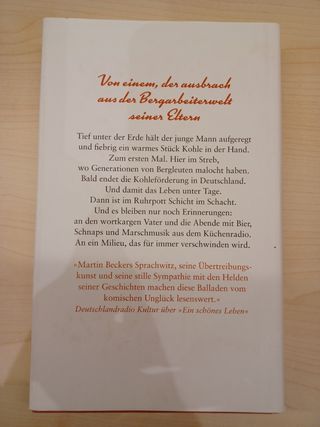 Von einem, der ausbrach
aus der Bergarbeiterwelt
seiner Eltern
Tief unter der Erde hält der junge Mann aufgeregt
und fiebrig ein warmes Stück Kohle in der Hand.
Zum ersten Mal. Hier im Streb,
wo Generationen von Bergleuten malocht haben.
Bald endet die Kohleförderung in Deutschland.
Und damit das Leben unter Tage.
Dann ist im Ruhrpott Schicht im Schacht.
Und es bleiben nur noch Erinnerungen:
an den wortkargen Vater und die Abende mit Bier,
Schnaps und Marschmusik aus dem Küchenradio.
An ein Milieu, das für immer verschwinden wird.
»Martin Beckers Sprachwitz, seine Übertreibungs-
kunst und seine stille Sympathie mit den Helden
seiner Geschichten machen diese Balladen vom
komischen Unglück lesenswert.«
Deutschlandradio Kultur über »Ein schönes Leben«